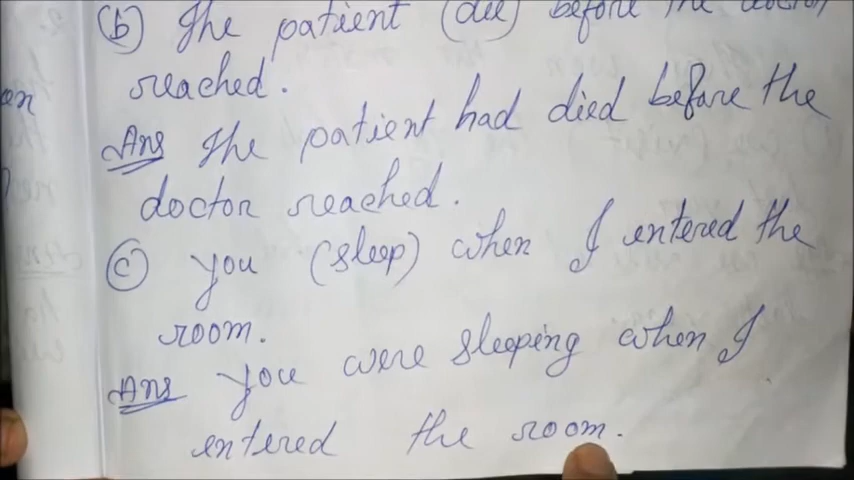 (b) The patient (die) before the doctor
reached.
Ans The patient had died before the
doctor reached.
(c) you (sleep) when I entered the
room.
Ans you were sleeping when I
entered the room.